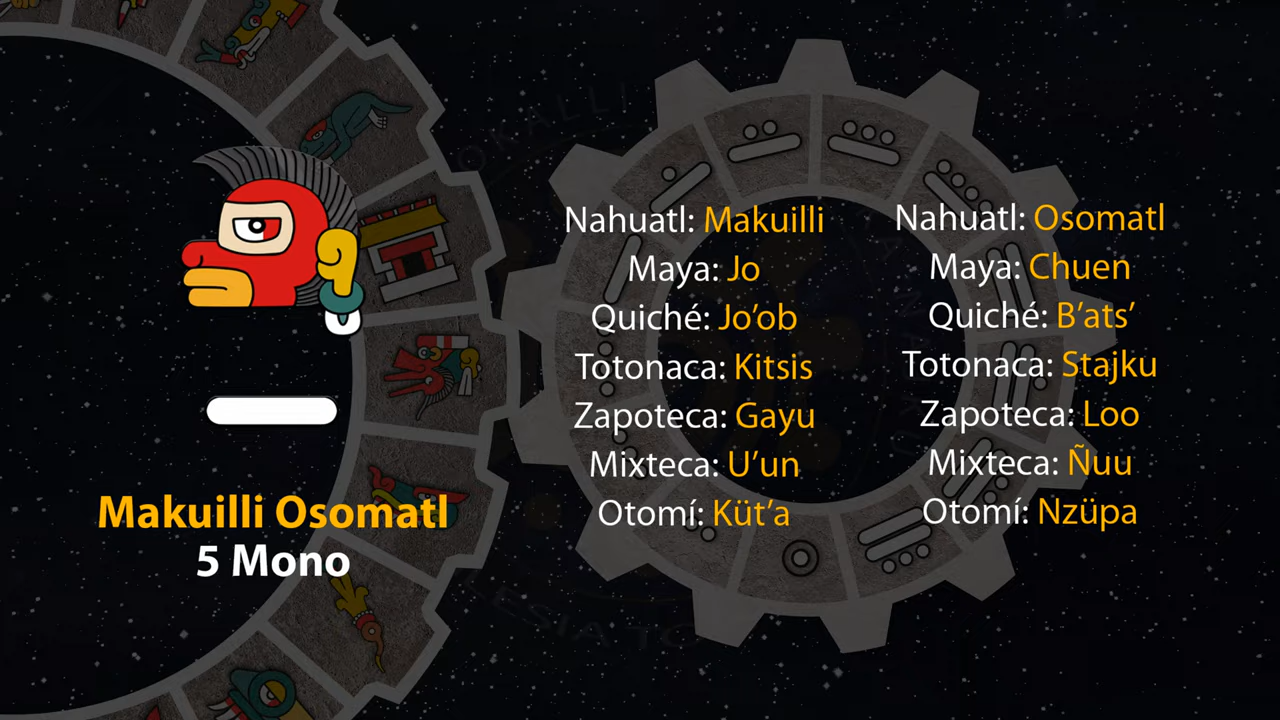 Makuilli Osomatl
5 Mono
Nahuatl: Makuilli
Maya: Jo
Quiché: Jo’ob
Totonaca: Kitsis
Zapoteca: Gayu
Mixteca: U’un
Otomí: Küt’a
Nahuatl: Osomatl
Maya: Chuen
Quiché: B’ats’
Totonaca: Stajku
Zapoteca: Loo
Mixteca: Ñuu
Otomí: Nzüpa